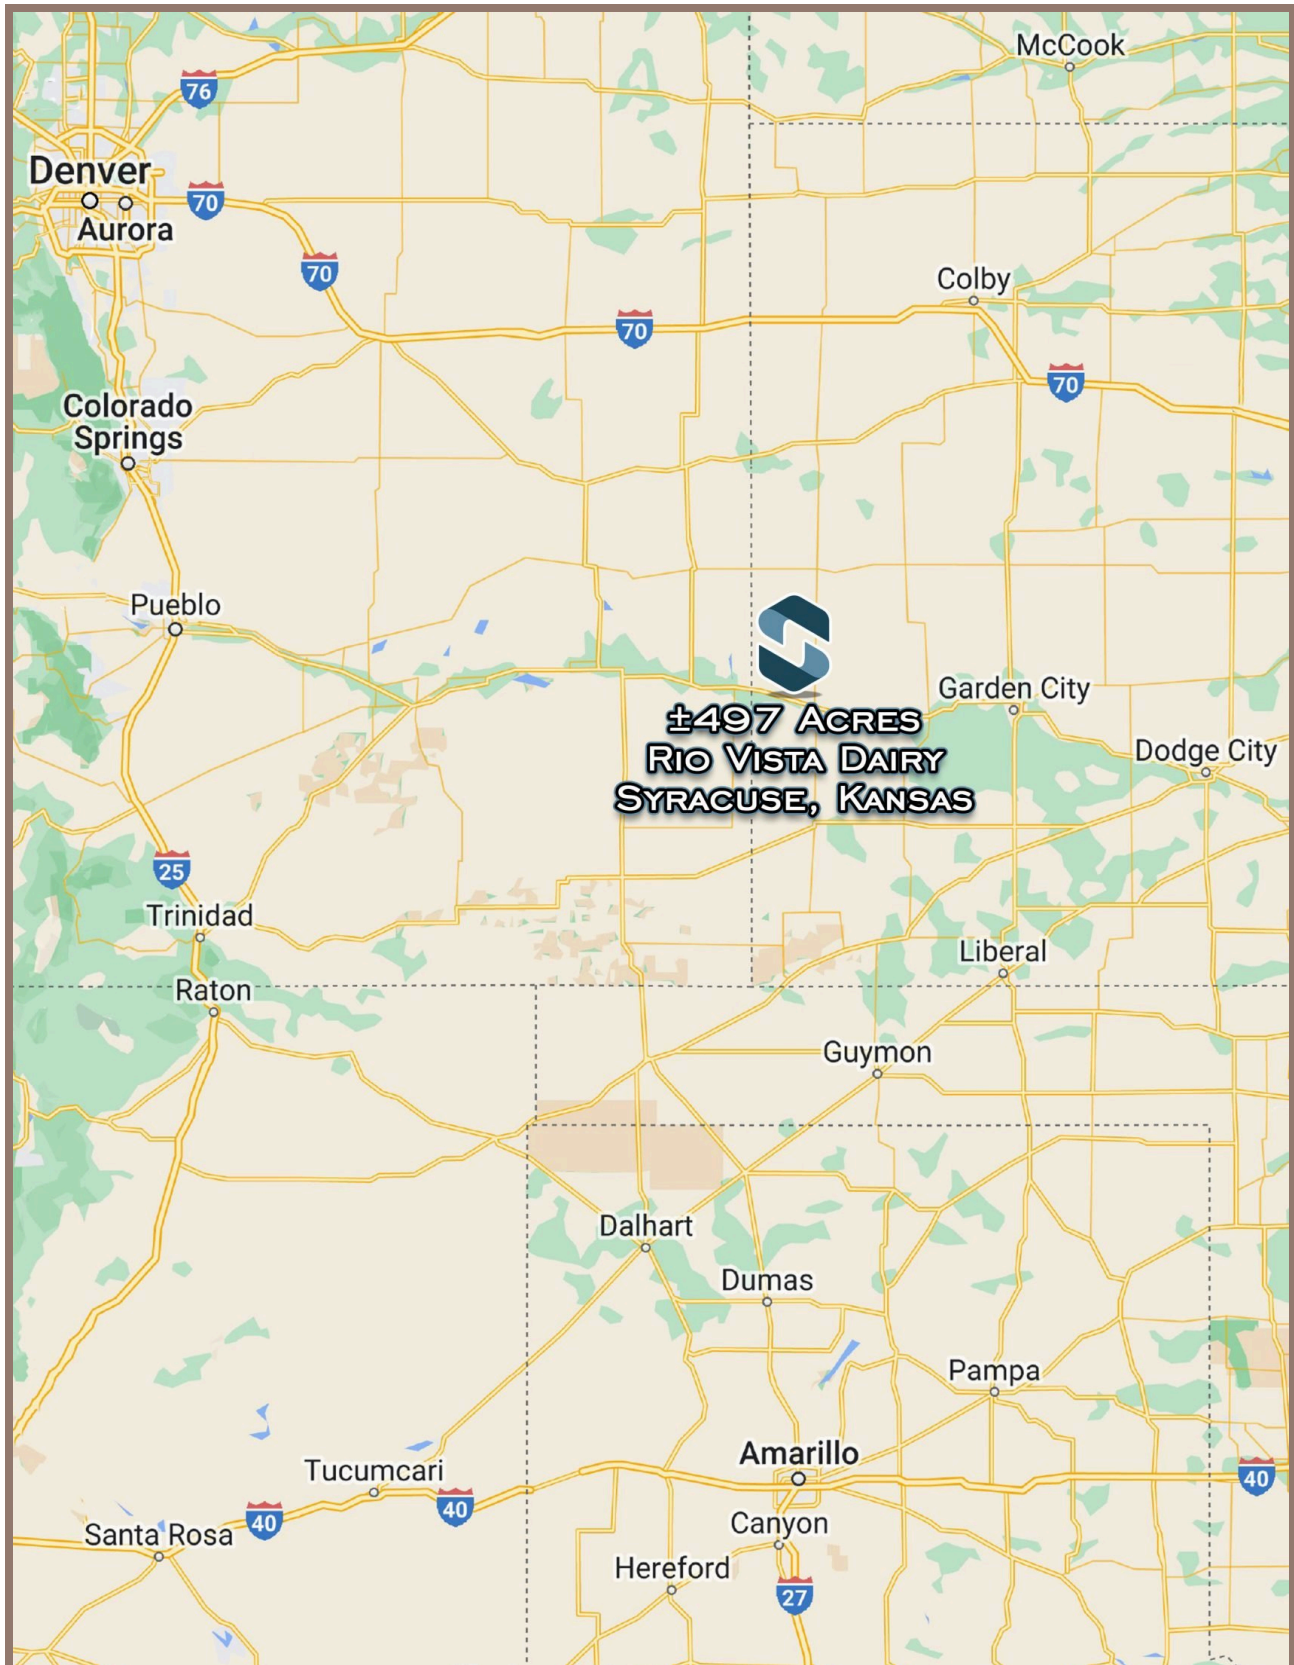 McCook
76
Denver
70
Aurora
70
Colby
70
70
Colorado
Springs
Pueblo
Garden City
±497 Acres
Rio Vista Dairy
Syracuse, Kansas
Dodge City
25
Trinidad
Liberal
Raton
Guymon
Dalhart
Dumas
Pampa
Amarillo
Tucumcari
40
40
40
Santa Rosa
Canyon
Hereford
27